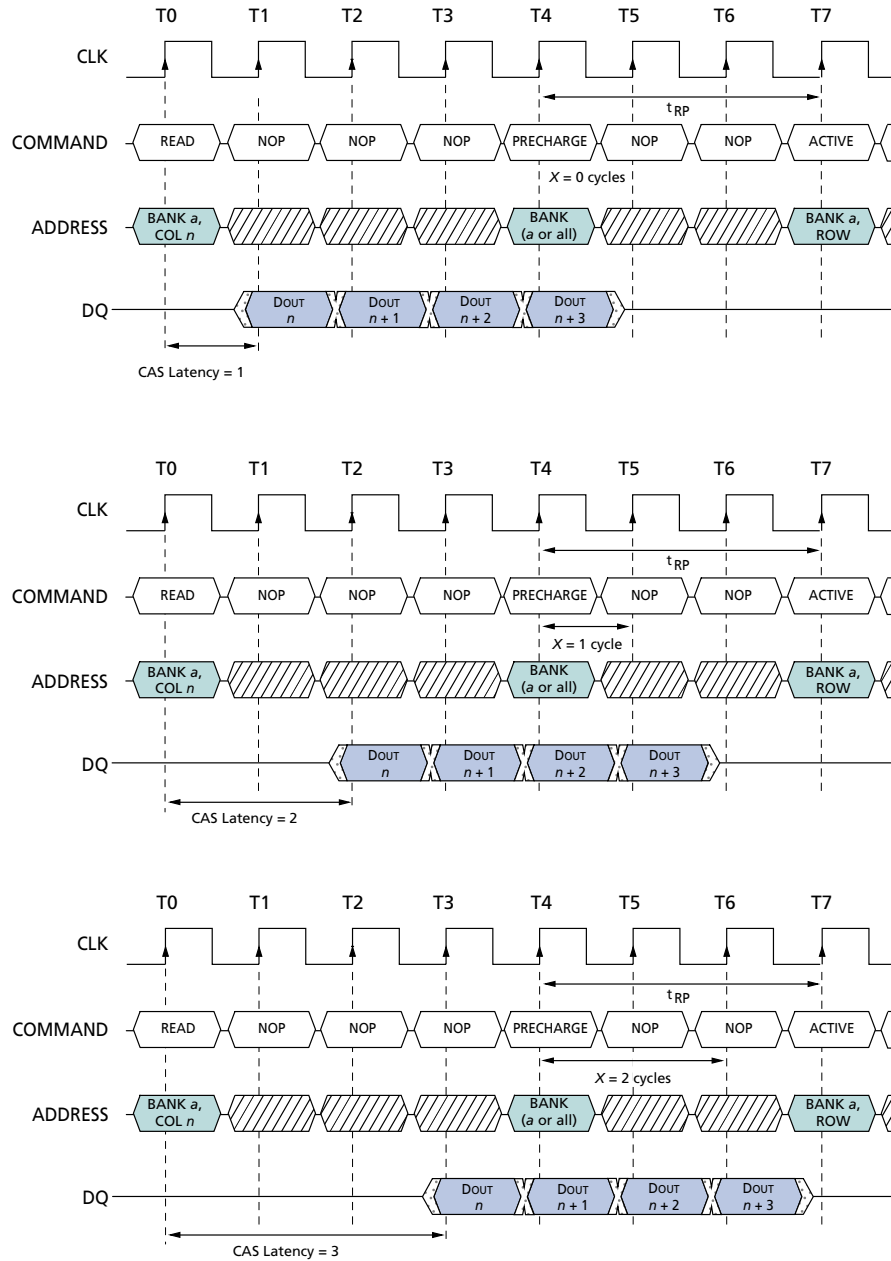 T0 T1 T2 T3 T4 T5 T6 T7
CLK
tRP
COMMAND READ NOP NOP NOP PRECHARGE NOP NOP ACTIVE
X = 0 cycles
ADDRESS BANK a, COL n BANK (a or all) BANK a, ROW
DQ DOUT n DOUT n + 1 DOUT n + 2 DOUT n + 3
CAS Latency = 1
T0 T1 T2 T3 T4 T5 T6 T7
CLK
tRP
COMMAND READ NOP NOP NOP PRECHARGE NOP NOP ACTIVE
X = 1 cycle
ADDRESS BANK a, COL n BANK (a or all) BANK a, ROW
DQ DOUT n DOUT n + 1 DOUT n + 2 DOUT n + 3
CAS Latency = 2
T0 T1 T2 T3 T4 T5 T6 T7
CLK
tRP
COMMAND READ NOP NOP NOP PRECHARGE NOP NOP ACTIVE
X = 2 cycles
ADDRESS BANK a, COL n BANK (a or all) BANK a, ROW
DQ DOUT n DOUT n + 1 DOUT n + 2 DOUT n + 3
CAS Latency = 3